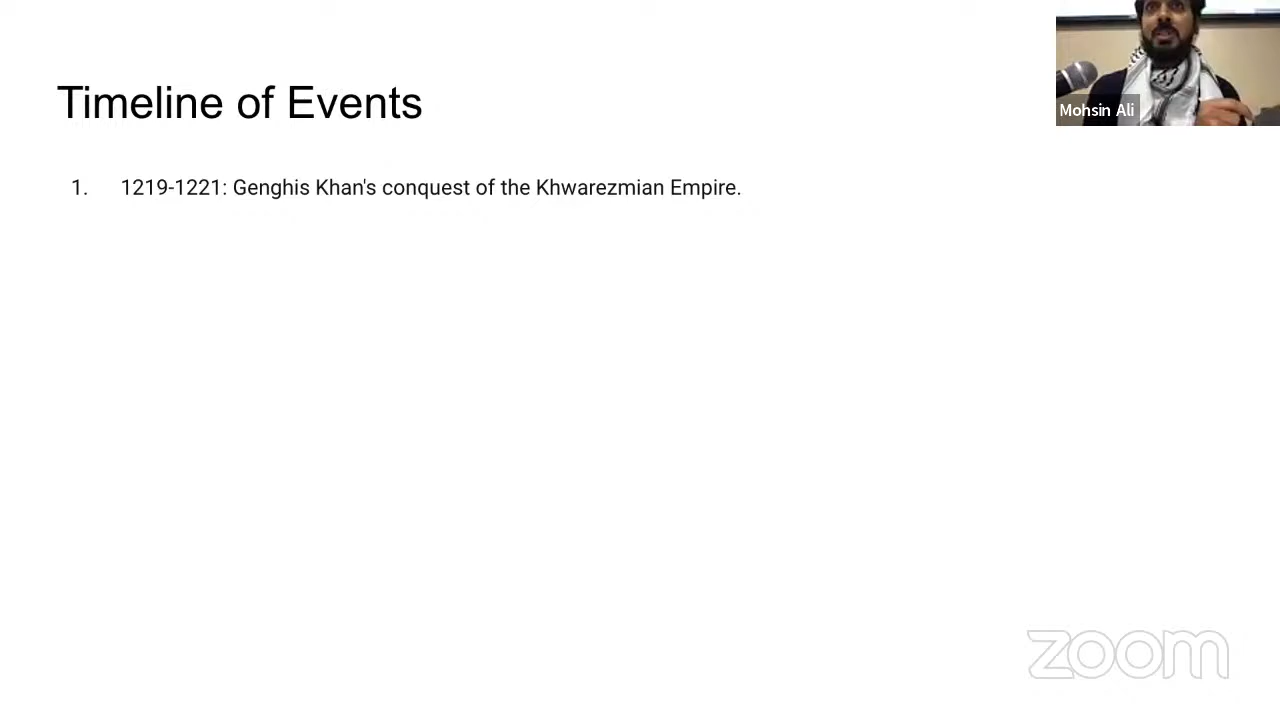 Timeline of Events
Mohsin Ali
1. 1219-1221: Genghis Khan's conquest of the Khwarezmian Empire.
zoom